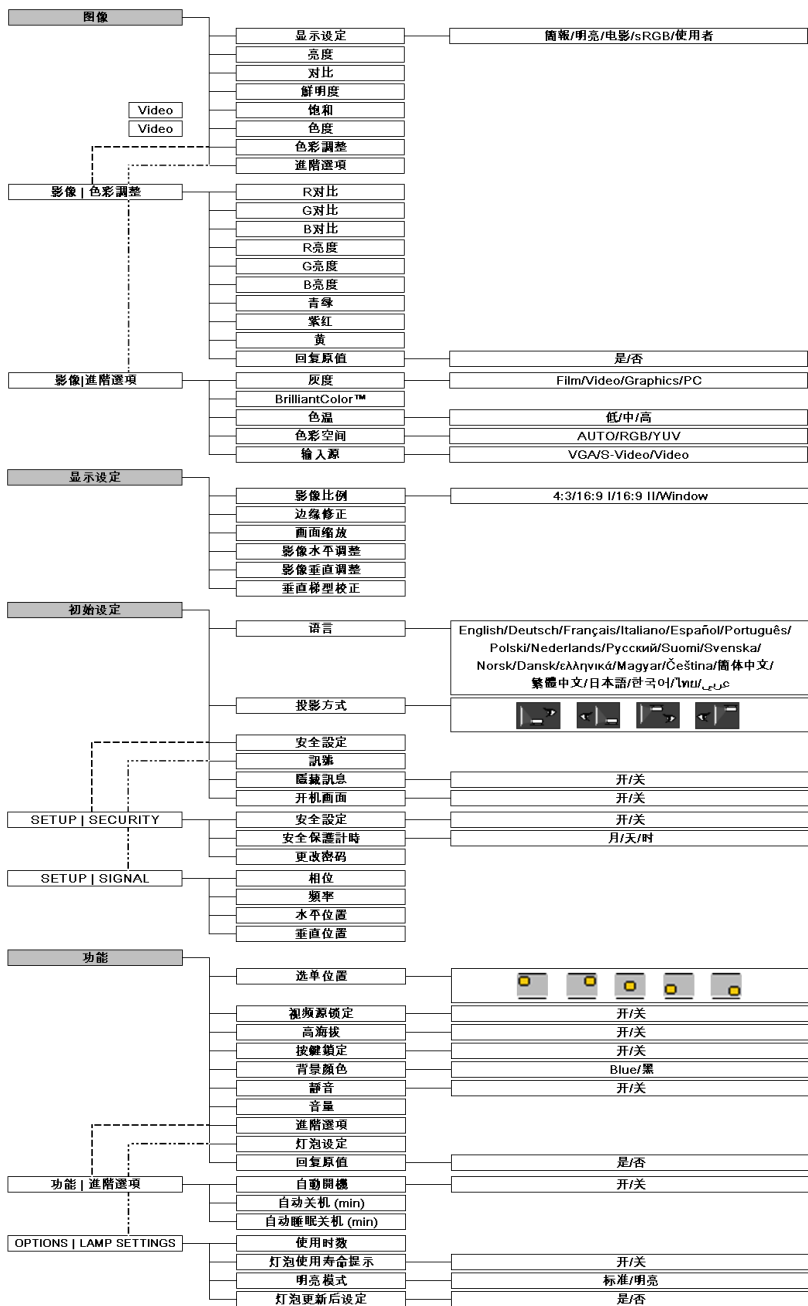 图像
显示设定 簡報/明亮/电影/sRGB/使用者
亮度
对比
鮮明度
Video 饱和
Video 色度
色彩調整
進階選項
影像 | 色彩調整 R对比
G对比
B对比
R亮度
G亮度
B亮度
青绿
紫红
黄
回复原值 是/否
影像|進階選項 灰度 Film/Video/Graphics/PC
BrilliantColor™
色温 低/中/高
色彩空间 AUTO/RGB/YUV
输入源 VGA/S-Video/Video
显示设定
影像比例 4:3/16:9 I/16:9 II/Window
边缘修正
画面缩放
影像水平调整
影像垂直调整
垂直梯型校正
初始设定
语言 English/Deutsch/Français/Italiano/Español/Português/
Polski/Nederlands/Русский/Suomi/Svenska/
Norsk/Dansk/ελληνικά/Magyar/Čeština/簡体中文/
繁體中文/日本語/한국어/ไทย/عربي
投影方式
安全設定
訊號
隱藏訊息 开/关
开机画面 开/关
SETUP | SECURITY 安全設定 开/关
安全保護計時 月/天/时
更改密码
SETUP | SIGNAL 相位
频率
水平位置
垂直位置
功能
选单位置
視频源锁定 开/关
高海拔 开/关
按鍵鎖定 开/关
背景颜色 Blue/黑
靜音 开/关
音量
進階選項
灯泡设定
回复原值 是/否
功能 | 進階選項 自動開機 开/关
自动关机 (min)
自动睡眠关机 (min)
OPTIONS | LAMP SETTINGS 使用时数
灯泡使用寿命提示 开/关
明亮模式 标准/明亮
灯泡更新后设定 是/否